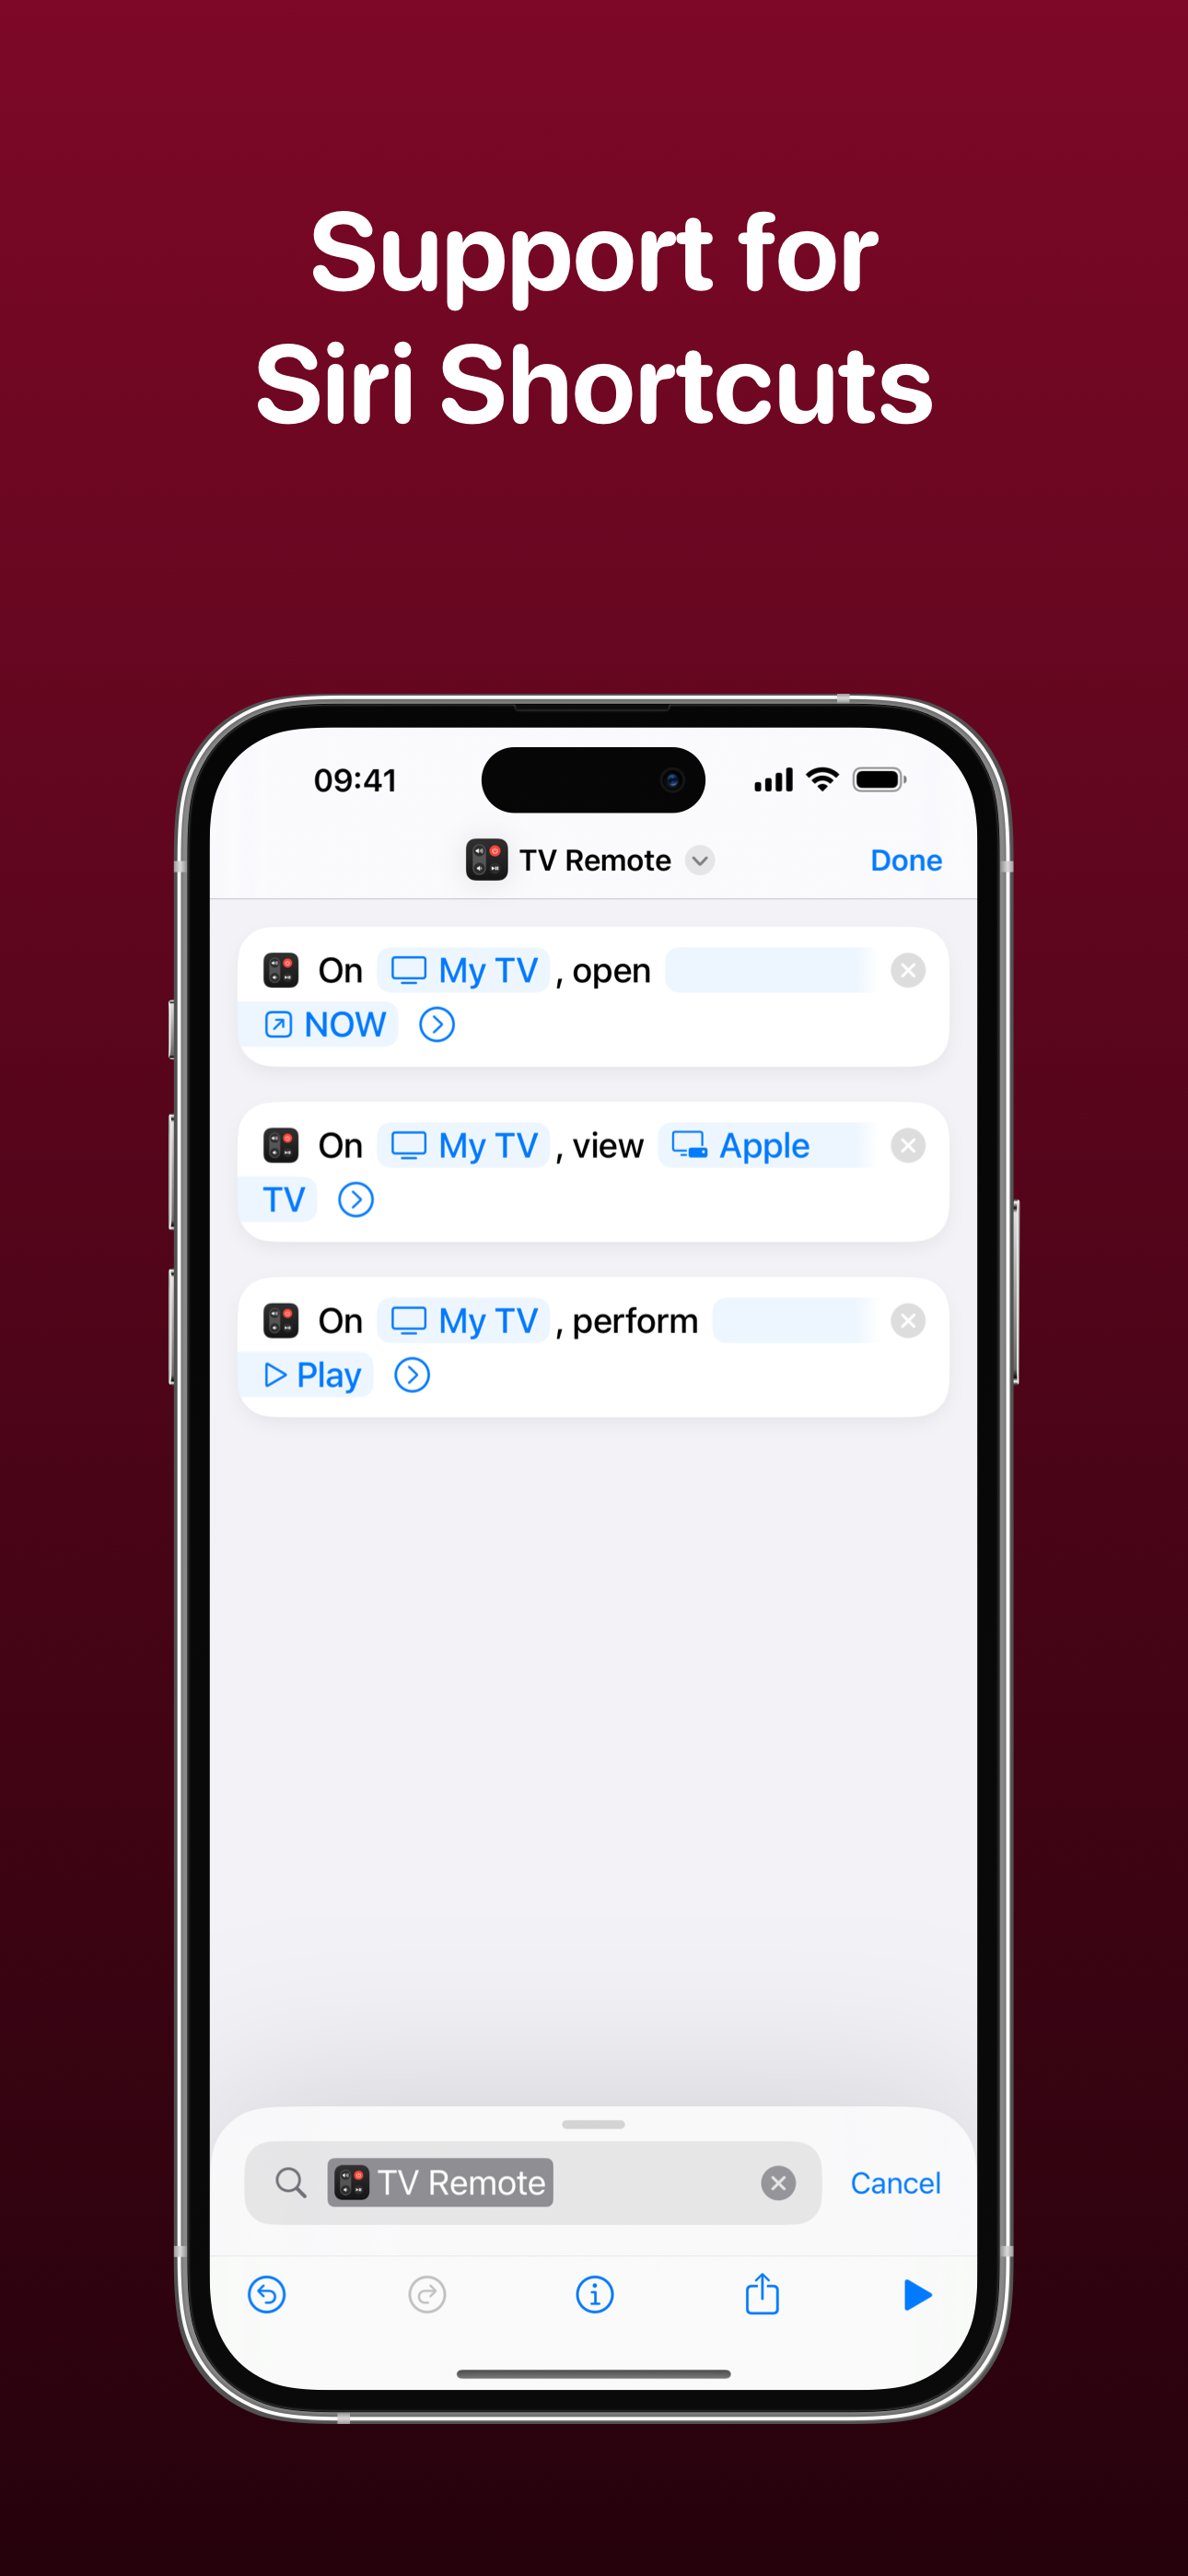 Support for
Siri Shortcuts
09:41
TV Remote
Done
On My TV , open
NOW
On My TV , view Apple
TV
On My TV , perform
Play
TV Remote
Cancel